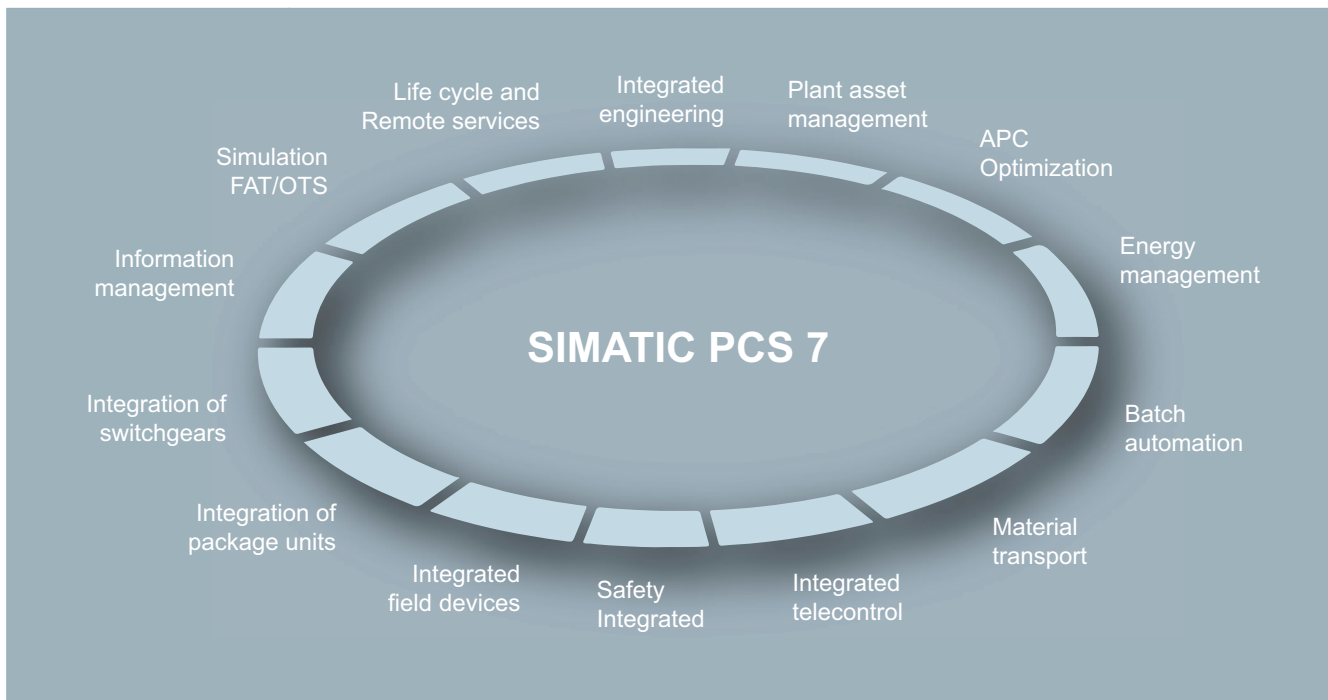 Integrated
engineering
Plant asset
management
APC
Optimization
Energy
management
Batch
automation
Material
transport
Integrated
telecontrol
Safety
Integrated
Integrated
field devices
Integration of
package units
Integration of
switchgears
Information
management
Simulation
FAT/OTS
Life cycle and
Remote services
SIMATIC PCS 7